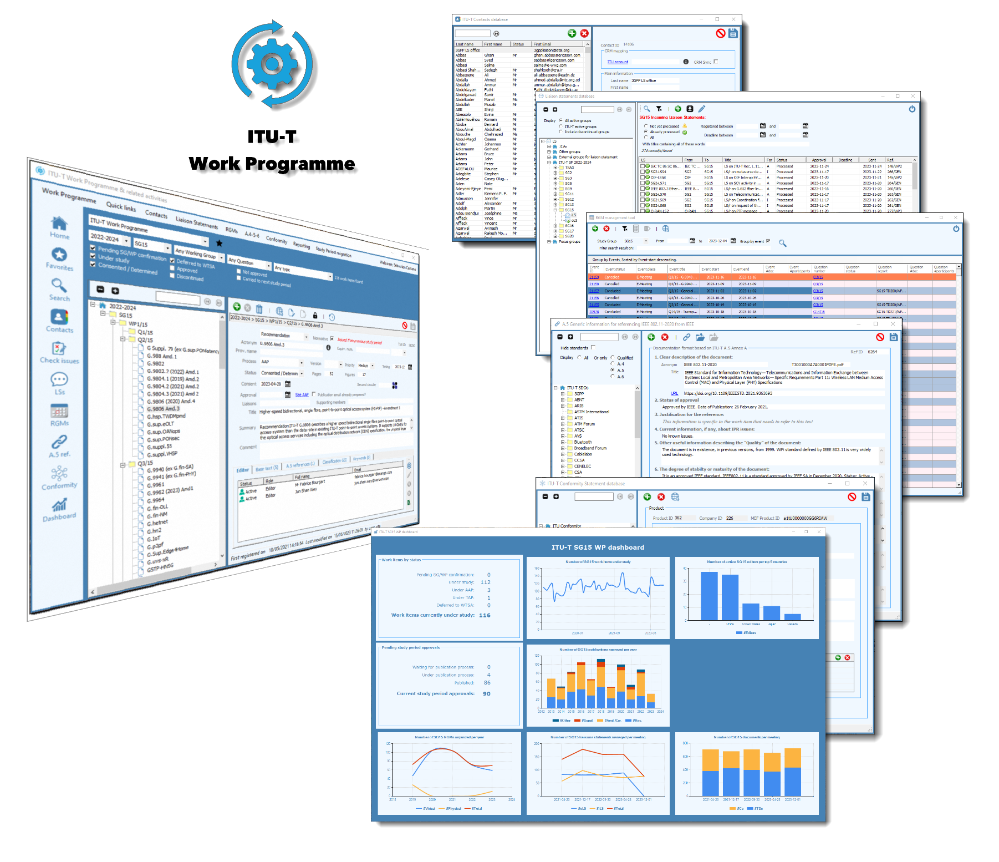 ITU-T
Work Programme
ITU-T Work Programme & related activities
Work Programme Quick links Contacts Liaison Statements RGMs A.4-5-6 Conformity Reporting Study Period migration
Welcome, Sebastien Castano
Home
Favorites
Search
Contacts
Check issues
LSs
RGMs
A.5 ref.
Conformity
Dashboard
ITU-T Work Programme
2022-2024 SG15 Any Working Group Any Question Any type 116 work items found
Pending SG/WP confirmation Deferred to WTSA Not approved
Under study Approved Carried to next study period
Consented / Determined Discontinued
2022-2024
SG15
WP1/15
Q1/15
Q2/15
G Suppl. 79 (ex G.sup.PONlatency
G.988 Amd.1
G.9802
G.9802.2 (2022) Amd.1
G.9804.1 (2019) Amd.2
G.9804.2 (2021) Amd.2
G.9804.3 (2021) Amd 2
G.9806 (2020) Amd.4
G.9806 Amd.3
G.hsp.TWDMpmd
G.sup.eOLT
G.sup.OANops
G.sup.PONsec
G.suppl.55
G.suppl.VHSP
Q3/15
G.9940 (ex G.fin-SA)
G.9941 (ex G.fin-PHY)
G.9961
G.9962 (2023) Amd1
G.9964
G.fin-DLL
G.fin-NM
G.hetnet
G.hn2
G.IoT
G.p2pf
G.Sup.Edge4Home
G.uvs-xR
GSTP-HNSG
2022-2024 > SG15 > WP1/15 > Q2/15 > G.9806 Amd.3
Recommendation Normative Issued from previous study period
Acronym G.9806 Amd.3 Equiv. num.
Prov. name
Process AAP Version Priority Medium Timing 2023-12
Status Consented / Determin Pages 52 Figures 17
Consent 2023-04-28 Second circular
Approval See AAP Publication email already prepared?
Liaisons Supporting members
Title Higher-speed bidirectional, single fibre, point-to-point optical access system (HS-PtP) - Amendment 3
Summary Recommendation ITU-T G.9806 describes a higher speed bidirectional single fibre point-to-point optical
access system than the data rate in existing ITU-T point-to-point access systems. It supports 10 Gbit/s for
the optical access services including the optical distribution network (ODN) specification, the physical layer
Comment
Editor Base text (5) A.5 references (1) Classification GSI Keywords (0)
Status Role Full name Email
Active Editor Mr Fabrice Bourgart fabrice.bourgart@orange.com
Active Editor Jun Shan Wey jun.shan.wey@verizon.com
First registered on 10/05/2021 14:18:54 Last modified on 15/05/2023 11:26:09
ITU-T Contacts database
Last name First name Status First Email
3GPP LS office 3gppliaison@etsi.org
Abbas Ghani Mr ghani.abbas@ericsson.com
Abbas Syed sabbas@lgericsson.com
Abbasi Salma salma@e-wwg.com
Abbasi Shah... Sadegh Mr shahkooh@cra.ir
Abbassene Ali Mr ali.abbassene@eadn.dz
Abdalla Ahmed Mr ahmed.abdalla@ntc.org.sd
Abdallah Ammar Mr ammar.abdallah@tpra.g...
Abdeldayem Fathi Fathi.Abdeldayem@du.ae
Abdelgawad Samir Mr
Abdelkader Manel Ms
Abdullah Musab Mr
ABE Shinji
Abessolo Evina Mr
Abilé Houéhou Romain Mr
Aboba Bernard Mr
AbouAlmal Abdulhadi Mr
Abouche Chehrazed Ms
Aboul-Magd Osama Mr
Achter Johannes Mr
Ackermann Gerhard Mr
Adams Bruce Mr
Adams John Mr
Adams Peter Mr
ADEFALOU Maurice Mr
Adegbite Stephen Mr
Adeleye Casey Olug...
Aden Nate
Adeyemi-Ejeye Femi Mr
Adler Klemens P. F. Mr
Admussen Jennifer
Adolf Alexander Mr
Adolph Martin Mr
Adou Biendjui Joséphine Ms
Affleck Vince Mr
Affleck Vincent Mr
Agarwal Avinash Mr
Agarwal Rakesh Mo... Mr
Contact ID 14106
CRM mapping
ITU account CRM Sync
Main information
Last name 3GPP LS office
First name
Liaison statements database
Display All active groups
ITU-T active groups
Include discontinued groups
LS
JCAs
Other groups
External groups for liaison statement
ITU-T SP 2022-2024
TSAG
SG2
SG3
SG5
SG9
SG11
SG12
SG13
SG15
iLS
oLS
SG16
SG17
SG20
Focus groups
SG15 Incoming Liaison Statements:
Not yet processed Registered between and
Already processed Deadline between and
All
With titles containing all of these words
214 record(s) found
iLS From To Title For Status Approval Deadline Sent Ref.
IEC TC 86 SC 86... IEC TC ... SG15 LS on ITU-T Rec. L.11... A Processed 2023-11-24 2023-11-24 148/WP2
SG2-LS94 SG2 SG15 LS/r on metaverse de... I Processed 2023-11-17 2023-11-22 266/GEN
OIF-LS8 OIF SG15 LS on OIF Interop EV... A Processed 2023-11-20 2023-11-21 145/WP2
SG2-LS71 SG2 SG15 LS on SCV activity in ... A Processed 2023-11-17 2023-11-20 264/GEN
IEEE 802.3 Ether... IEEE 8... SG15 LS/r on G.652 fiber lin... A Processed 2023-11-16 2023-11-20
SG2-LS70 SG2 SG15 LS on Telecommunicat... A Processed 2023-11-17 2023-11-20 263/GEN
SG2-LS69 SG2 SG15 LS/r on Coordination f... I Processed 2023-11-17 2023-11-20 262/GEN
SG2-LS68 SG2 SG15 LS/r on request of th... I Processed 2023-11-17 2023-11-20 261/GEN
O-RAN-LS2 O-RAN SG15 LS/r on PTP message ... A Processed 2023-11-20 2023-11-20 277/WP3
RGM management tool
Study Group SG15 From to 2023-12-04 Group by event
Filter search result on:
Group by Events, Sorted by Event start descending.
Event ID Event status Event place Event title Event start Event end Event #doc Event #participants Question number Question status Question report Question #doc Question #participants
21159 Cancelled E-Meeting Q3/15 - G.9940 ... 2023-11-16 2023-11-16 Q3/15
21158 Cancelled E-Meeting Q3/15 - G.9940 ... 2023-11-09 2023-11-09 Q3/15
21157 Concluded E-Meeting Q3/15 - General ... 2023-11-02 2023-11-02 Q3/15 SG15-TD200/WP...
21156 Cancelled E-Meeting Q3/15 - G.9940 ... 2023-10-26 2023-10-26 Q3/15
21155 Concluded E-Meeting Q3/15 - General ... 2023-10-19 2023-10-19 Q3/15 SG15-TD200/WP...
20978 Concluded E-Meeting Q14/15 - Transp... 2023-10-18 2023-10-18 Q14/15 SG15-TD221/WP...
A.5 Generic information for referencing IEEE 802.11-2020 from IEEE
Hide standards
Display All Or only Qualified
A.4
A.5
A.6
ITU-T SDOs
3GPP
ABNT
ARIB
ASTM International
ATIS
ATM Forum
ATSC
AVS
Bluetooth
Broadband Forum
Cablelabs
CCSA
CENELEC
CSA
Documentation format based on ITU-T A.5 Annex A
Ref ID 6264
1. Clear description of the document:
Acronym IEEE 802.11-2020 T3001000A7A0001PDFE.pdf
Title IEEE Standard for Information Technology— Telecommunications and Information Exchange between
Systems Local and Metropolitan Area Networks— Specific Requirements Part 11: Wireless LAN Medium Access
Control (MAC) and Physical Layer (PHY) Specifications
URL https://doi.org/10.1109/IEEESTD.2021.9363693
2. Status of approval
Approved by IEEE. Date of Publication: 26 February 2021.
3. Justification for the reference:
This information is specific to the work item that needs to refer to this text
4. Current information, if any, about IPR issues:
No known issues.
5. Other useful information describing the "Quality" of the document:
The document is in existence, in previous versions, from 1999. WiFi standard defined by IEEE 802.11 is very widely
used technology.
6. The degree of stability or maturity of the document:
It is an approved IEEE standard. IEEE802.11 is a standard approved by IEEE SA in December 2020. Status: Active -
ITU-T Conformity Statement database
ITU Conformity
Product
Product ID 362 Company ID 226 MEF Product ID a1tU0000000GG6RIAW
ITU-T SG15 WP dashboard
ITU-T SG15 WP dashboard
Work items by status
Pending SG/WP confirmation: 0
Under study: 112
Under AAP: 3
Under TAP: 1
Deferred to WTSA: 0
Work items currently under study: 116
Number of SG15 work items under study
160
140
120
100
80
60
40
20
0
2020-01 2021-09 2023-05
Number of active SG15 editors per top 5 countries
40
30
20
10
0
- China United States Japan Canada
#Editors
Pending study period approvals
Waiting for publication process: 0
Under publication process: 4
Published: 86
Current study period approvals: 90
Number of SG15 publications approved per year
120
100
80
60
40
20
0
2012 2013 2014 2015 2016 2017 2018 2019 2020 2021 2022 2023 2024
#Other #Suppl. #Amd./Cor. #Rec.
Number of SG15 RGMs organized per year
120
100
80
60
40
20
0
2018 2019 2020 2021 2022 2023 2024
#Virtual #Physical #Total
Number of SG15 liaisons statements managed per meeting
200
150
100
50
0
2021-04-23 2021-12-17 2022-09-30 2023-04-28 2023-12-01
#oLS #iLS #Total
Number of SG15 documents per meeting
800
600
400
200
0
2021-04-23 2021-12-17 2022-09-30 2023-04-28 2023-12-01
#Cs #TDs